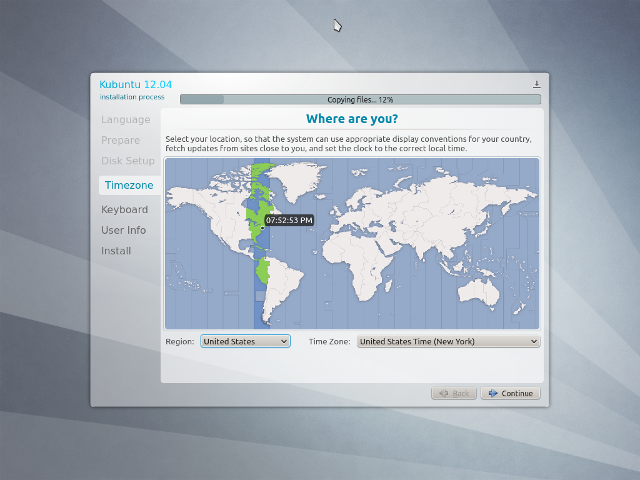 Kubuntu 12.04
installation process
Copying files... 12%
Language
Prepare
Disk Setup
Timezone
Keyboard
User Info
Install
Where are you?
Select your location, so that the system can use appropriate display conventions for your country,
fetch updates from sites close to you, and set the clock to the correct local time.
07:52:53 PM
Region: United States Time Zone: United States Time (New York)
Back Continue